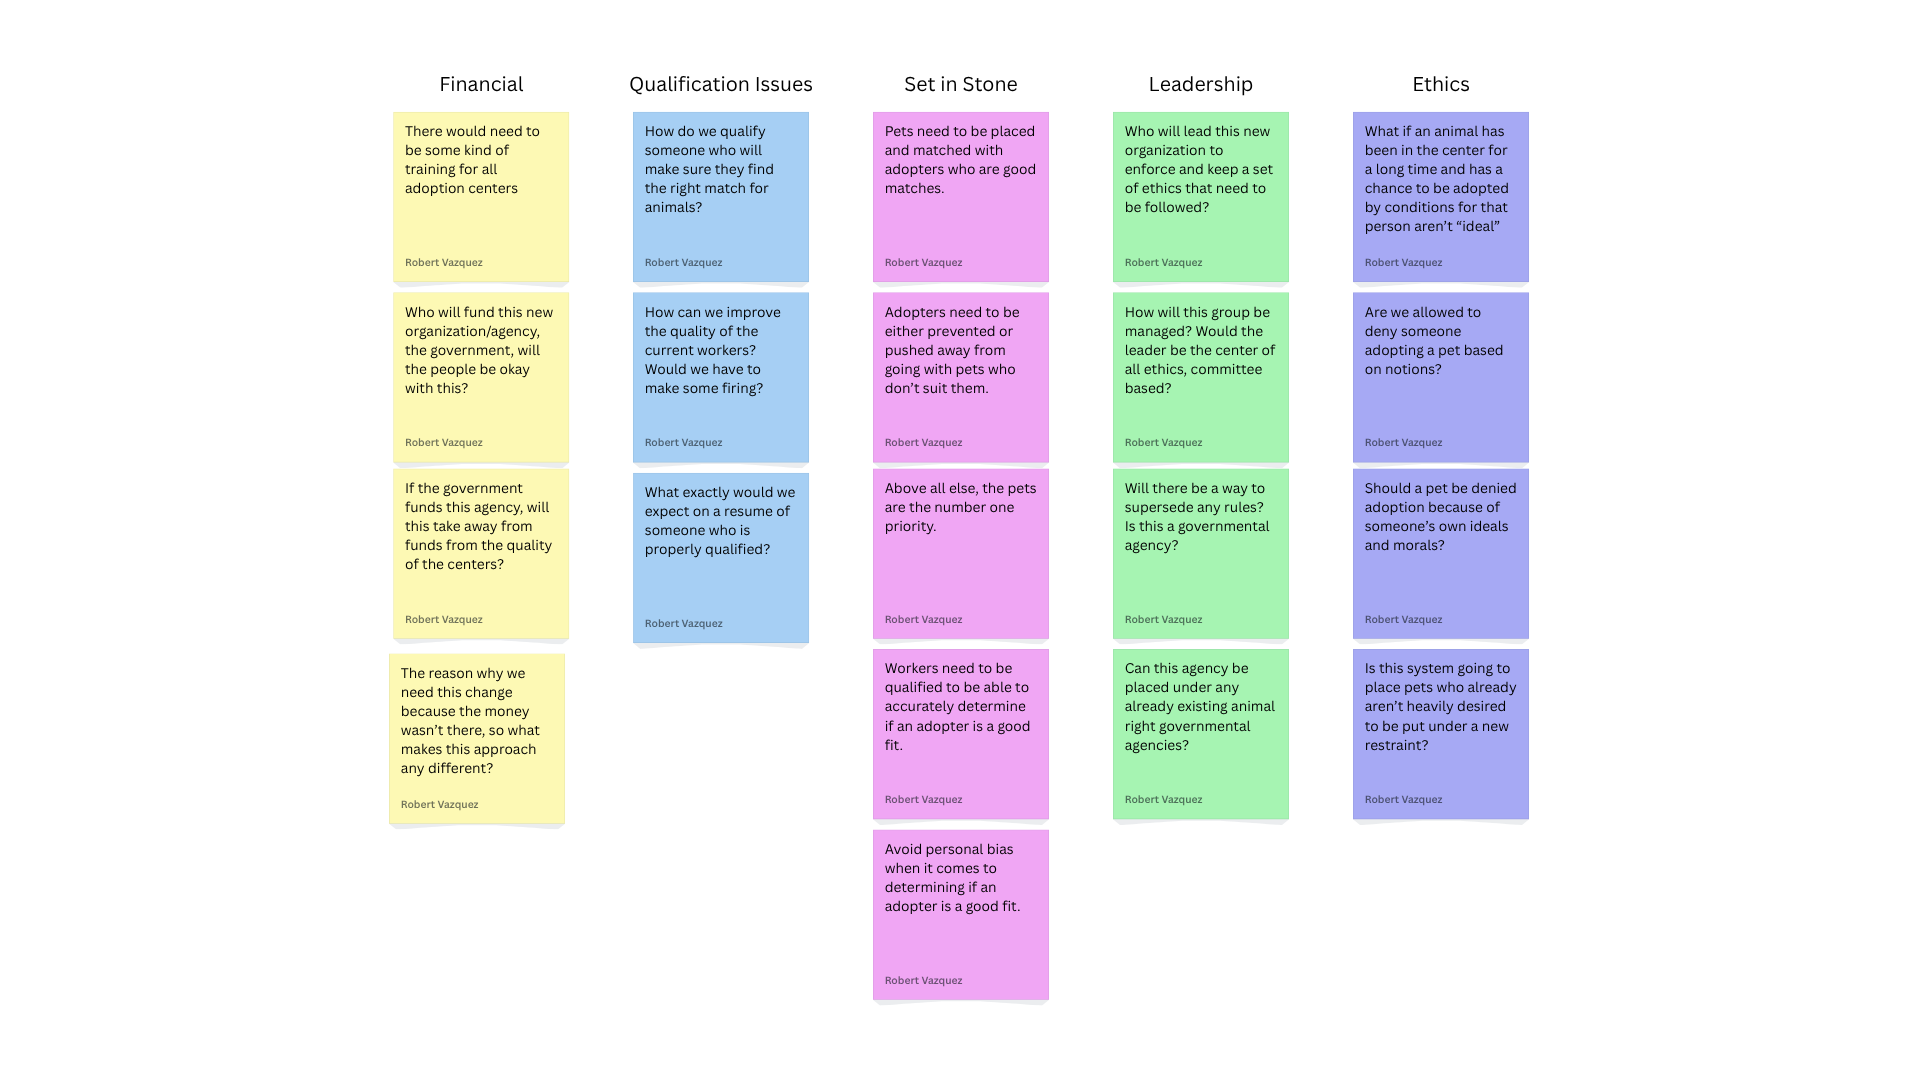 Financial
There would need to
be some kind of
training for all
adoption centers
Robert Vazquez
Who will fund this new
organization/agency,
the government, will
the people be okay
with this?
Robert Vazquez
If the government
funds this agency, will
this take away from
funds from the quality
of the centers?
Robert Vazquez
The reason why we
need this change
because the money
wasn’t there, so what
makes this approach
any different?
Robert Vazquez
Qualification Issues
How do we qualify
someone who will
make sure they find
the right match for
animals?
Robert Vazquez
How can we improve
the quality of the
current workers?
Would we have to
make some firing?
Robert Vazquez
What exactly would we
expect on a resume of
someone who is
properly qualified?
Robert Vazquez
Set in Stone
Pets need to be placed
and matched with
adopters who are good
matches.
Robert Vazquez
Adopters need to be
either prevented or
pushed away from
going with pets who
don’t suit them.
Robert Vazquez
Above all else, the pets
are the number one
priority.
Robert Vazquez
Workers need to be
qualified to be able to
accurately determine
if an adopter is a good
fit.
Robert Vazquez
Avoid personal bias
when it comes to
determining if an
adopter is a good fit.
Robert Vazquez
Leadership
Who will lead this new
organization to
enforce and keep a set
of ethics that need to
be followed?
Robert Vazquez
How will this group be
managed? Would the
leader be the center of
all ethics, committee
based?
Robert Vazquez
Will there be a way to
supersede any rules?
Is this a governmental
agency?
Robert Vazquez
Can this agency be
placed under any
already existing animal
right governmental
agencies?
Robert Vazquez
Ethics
What if an animal has
been in the center for
a long time and has a
chance to be adopted
by conditions for that
person aren’t “ideal”
Robert Vazquez
Are we allowed to
deny someone
adopting a pet based
on notions?
Robert Vazquez
Should a pet be denied
adoption because of
someone’s own ideals
and morals?
Robert Vazquez
Is this system going to
place pets who already
aren’t heavily desired
to be put under a new
restraint?
Robert Vazquez